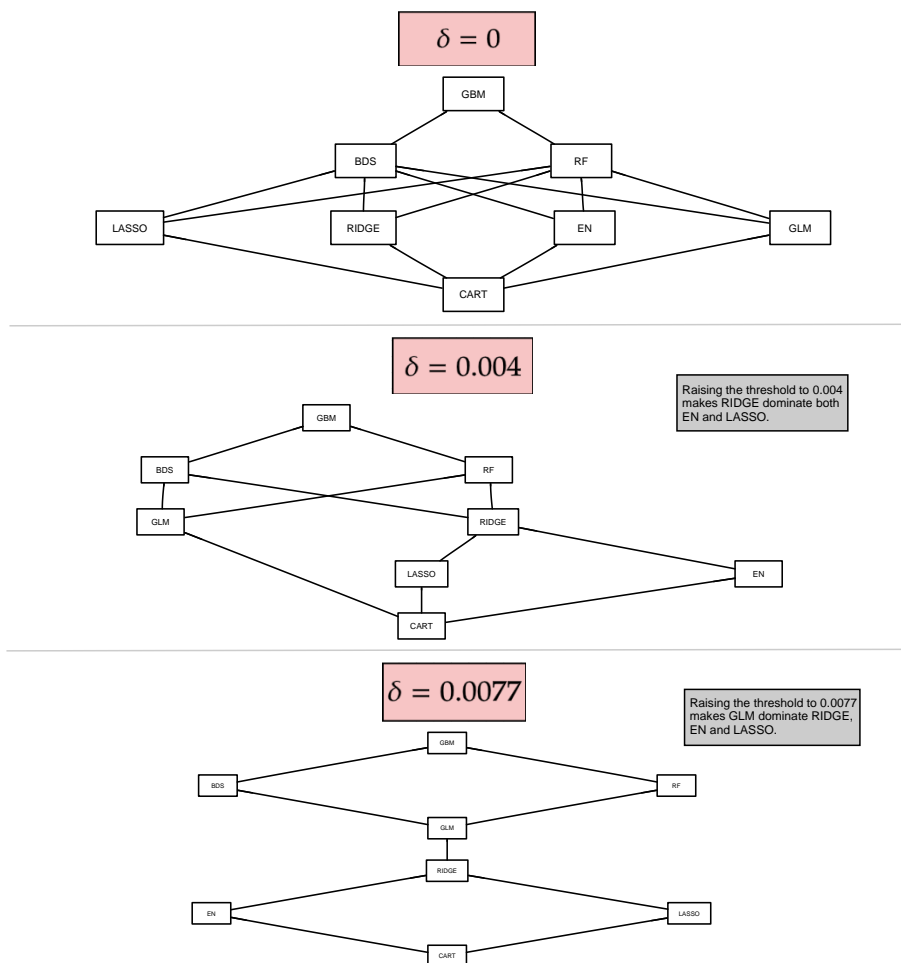 δ = 0
GBM
BDS RF
LASSO RIDGE EN GLM
CART
δ = 0.004
Raising the threshold to 0.004
makes RIDGE dominate both
EN and LASSO.
GBM
BDS RF
GLM RIDGE
LASSO EN
CART
δ = 0.0077
Raising the threshold to 0.0077
makes GLM dominate RIDGE,
EN and LASSO.
GBM
BDS RF
GLM
RIDGE
EN LASSO
CART